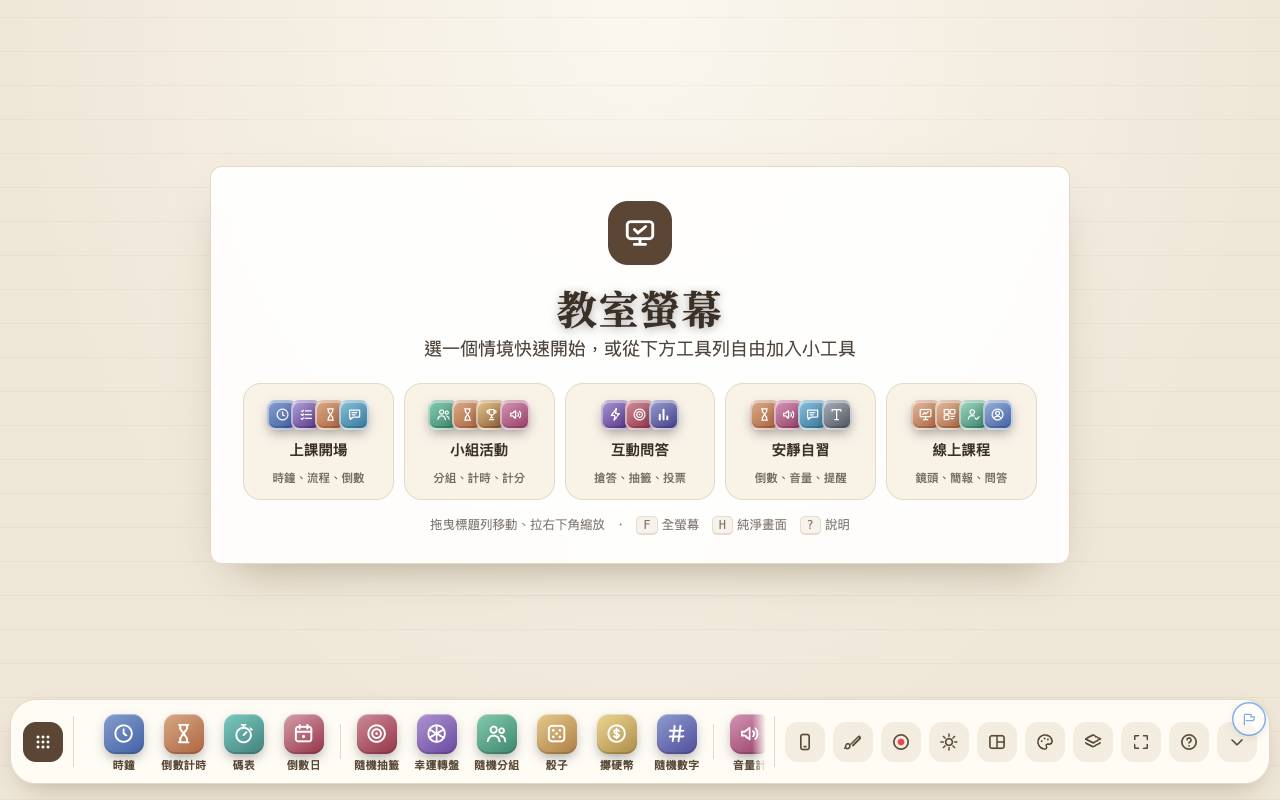 教室螢幕
選一個情境快速開始，或從下方工具列自由加入小工具
上課開場
時鐘、流程、倒數
小組活動
分組、計時、計分
互動問答
搶答、抽籤、投票
安靜自習
倒數、音量、提醒
線上課程
鏡頭、簡報、問答
拖曳標題列移動、拉右下角縮放 · F 全螢幕 H 純淨畫面 ? 說明
時鐘 倒數計時 碼表 倒數日 隨機抽籤 幸運轉盤 隨機分組 骰子 擲硬幣 隨機數字 音量